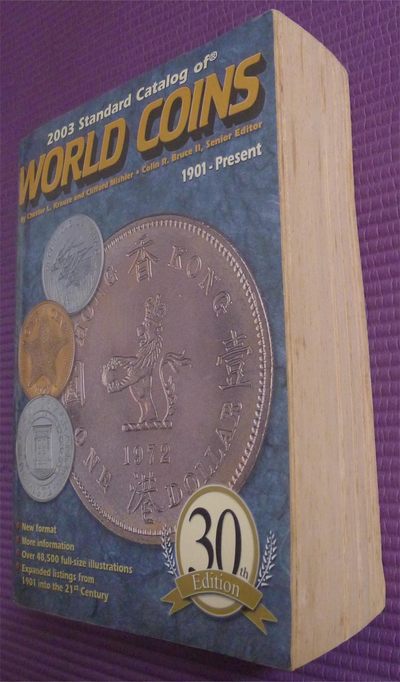 2003 Standard Catalog of®
WORLD COINS
by Chester L. Krause and Clifford Mishler • Colin R. Bruce II, Senior Editor
1901 - Present
HONG KONG
香
壹
圓
港
1972
ONE DOLLAR
New format
More information
Over 48,500 full-size illustrations
Expanded listings from
1901 into the 21st Century
30th
Edition